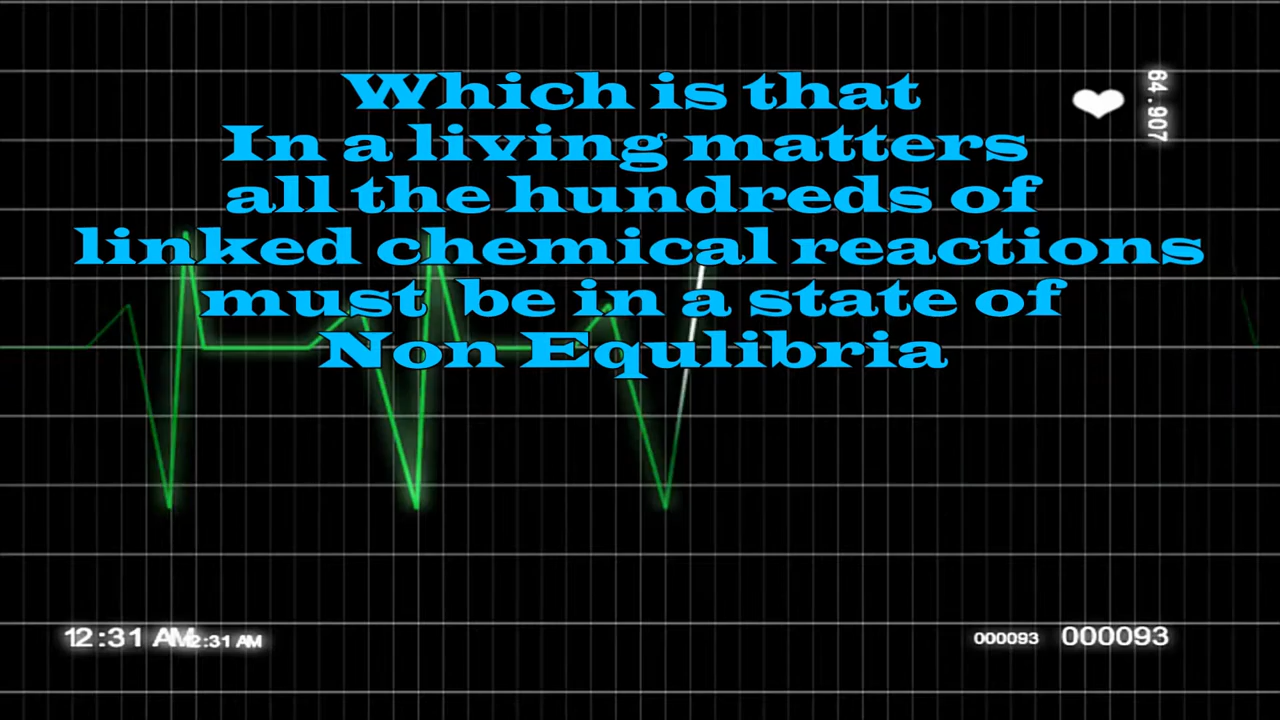 Which is that
In a living matters
all the hundreds of
linked chemical reactions
must be in a state of
Non Equlibria
64.907
12:31 AM 12:31 AM
000093 000093